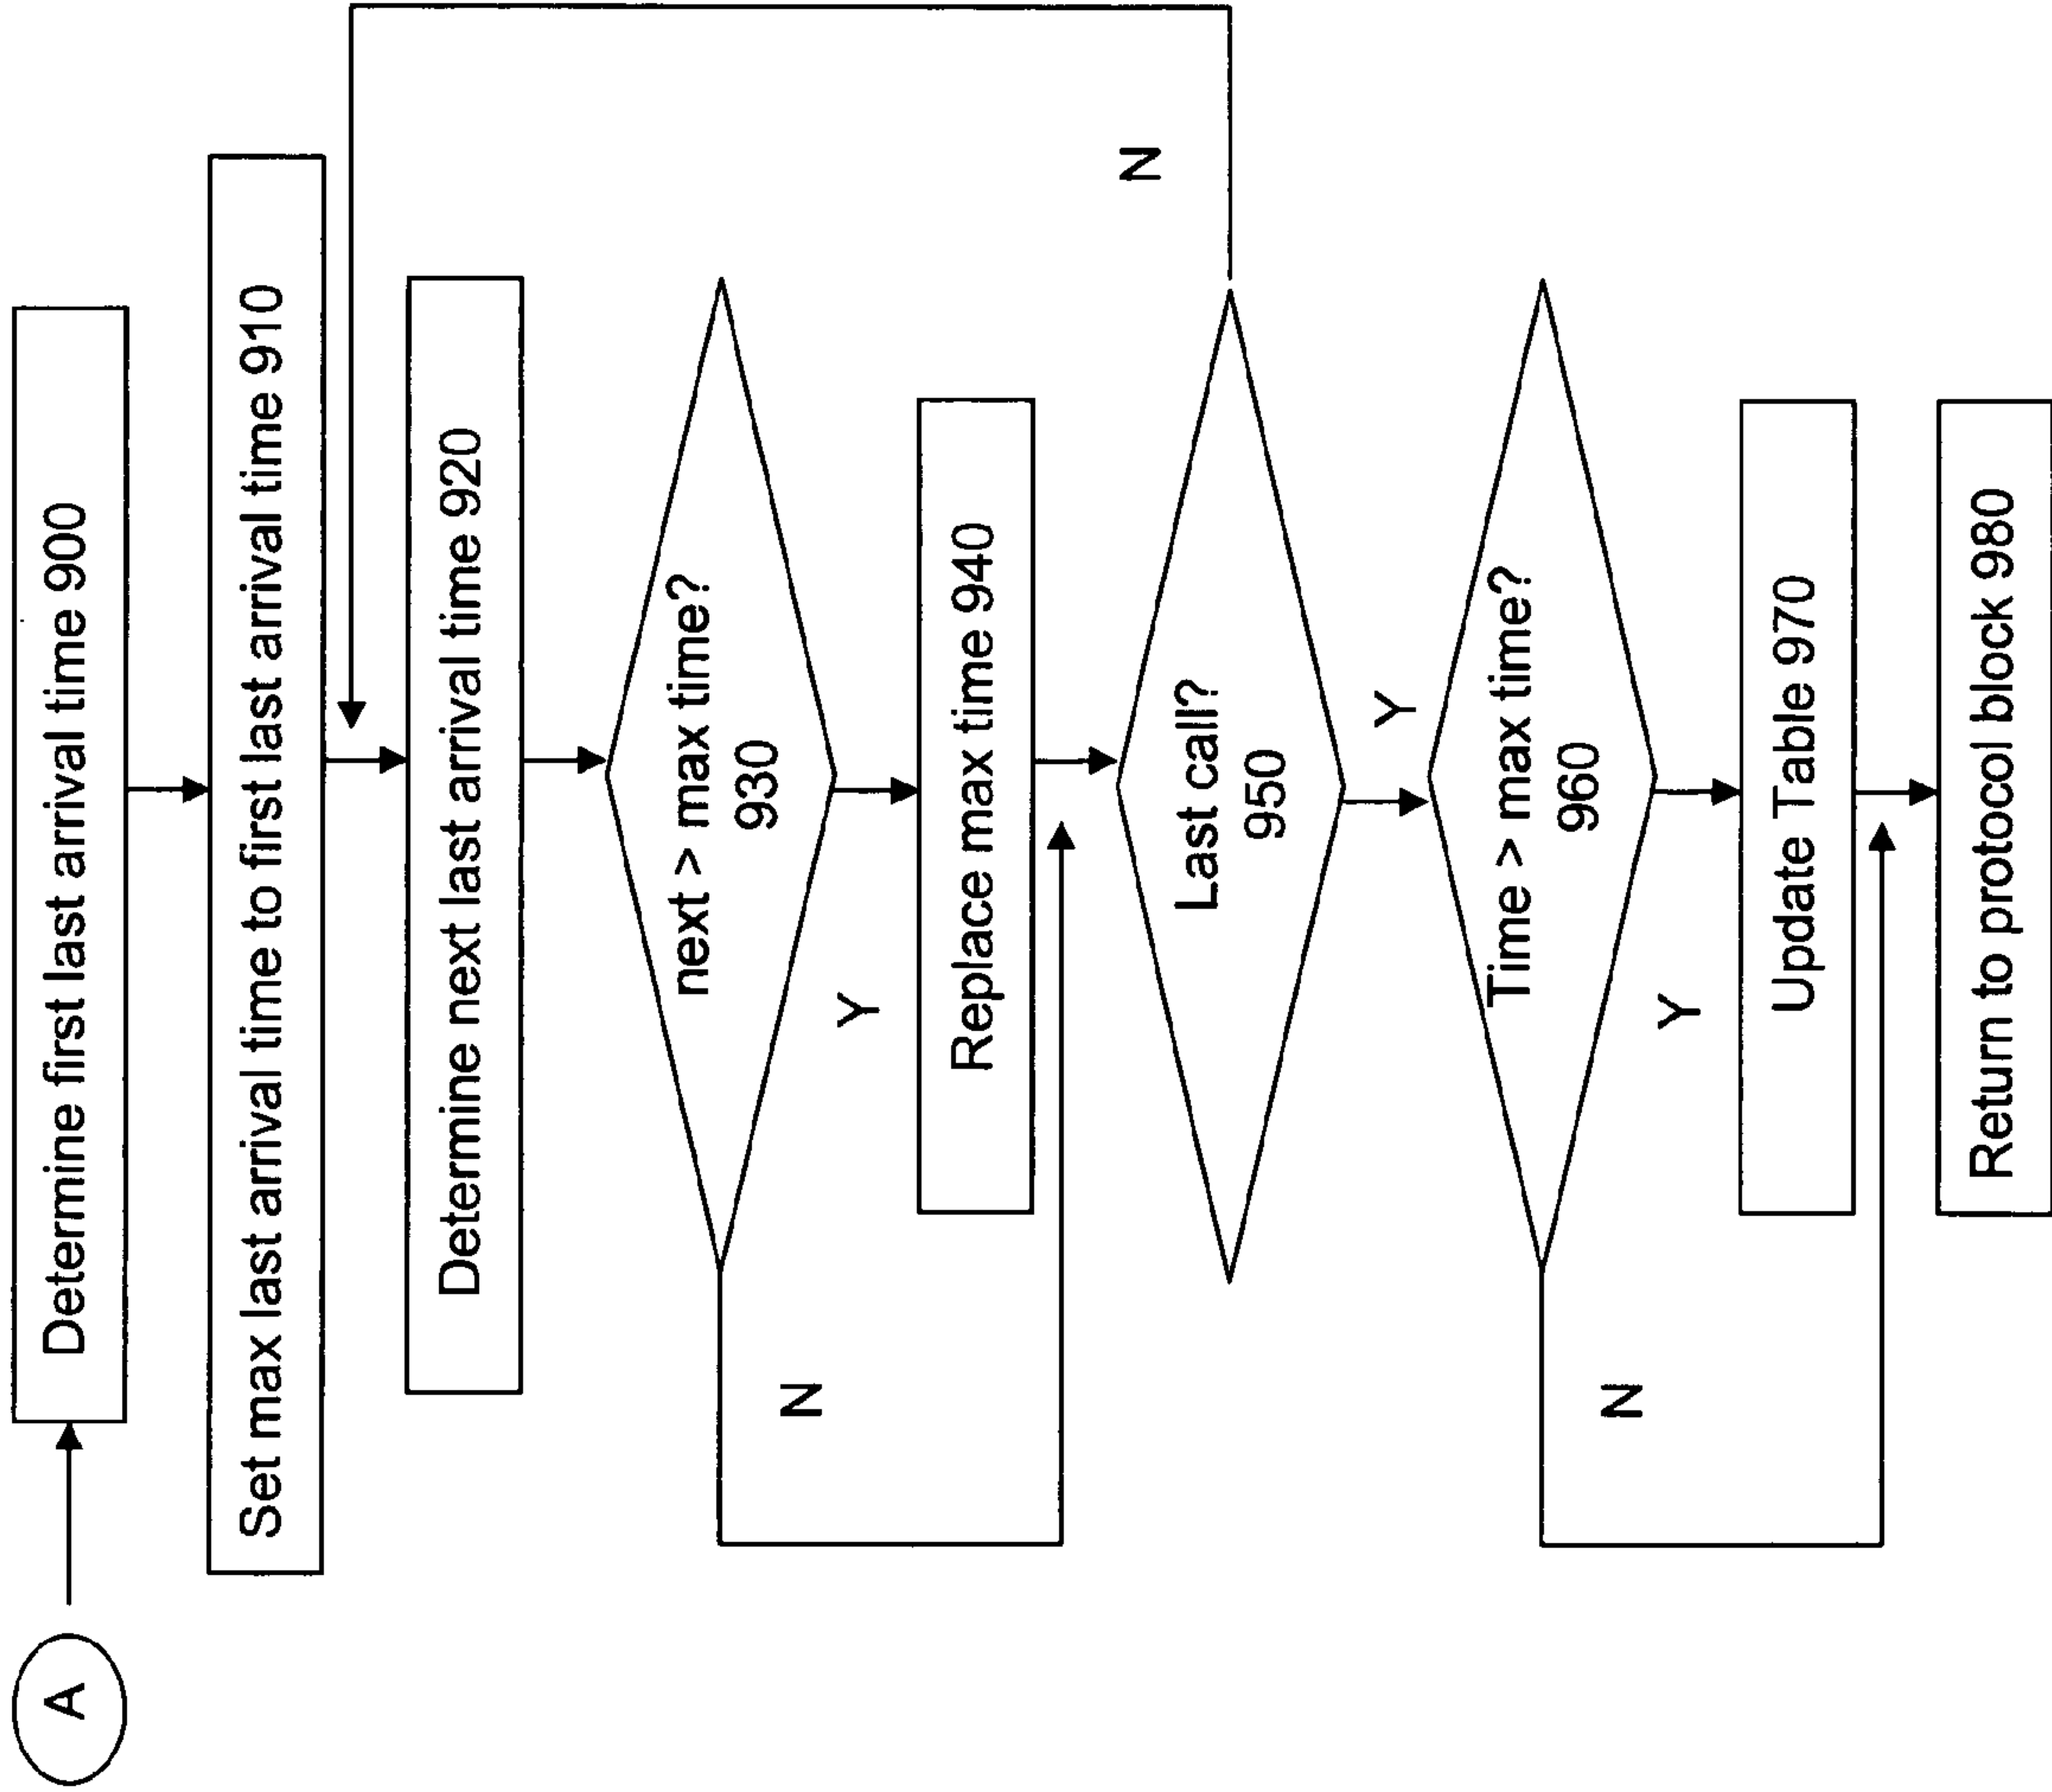 A
Determine first last arrival time 900
Set max last arrival time to first last arrival time 910
Determine next last arrival time 920
next > max time?
930
N
Y
Replace max time 940
Last call?
950
N
Y
Time > max time?
960
N
Y
Update Table 970
Return to protocol block 980